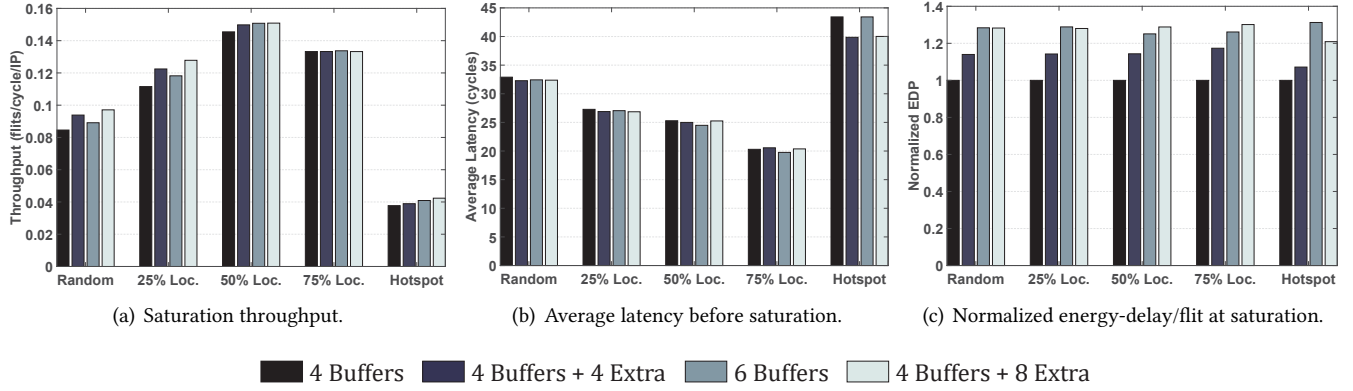 0.16
0.14
0.12
0.1
0.08
0.06
0.04
0.02
0
Throughput (flits/cycle/IP)
Random 25% Loc. 50% Loc. 75% Loc. Hotspot
(a) Saturation throughput.
45
40
35
30
25
20
15
10
5
0
Average Latency (cycles)
Random 25% Loc. 50% Loc. 75% Loc. Hotspot
(b) Average latency before saturation.
1.4
1.2
1
0.8
0.6
0.4
0.2
0
Normalized EDP
Random 25% Loc. 50% Loc. 75% Loc. Hotspot
(c) Normalized energy-delay/flit at saturation.
4 Buffers 4 Buffers + 4 Extra 6 Buffers 4 Buffers + 8 Extra